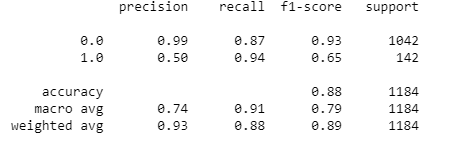 precision recall f1-score support
0.0 0.99 0.87 0.93 1042
1.0 0.50 0.94 0.65 142
accuracy 0.88 1184
macro avg 0.74 0.91 0.79 1184
weighted avg 0.93 0.88 0.89 1184